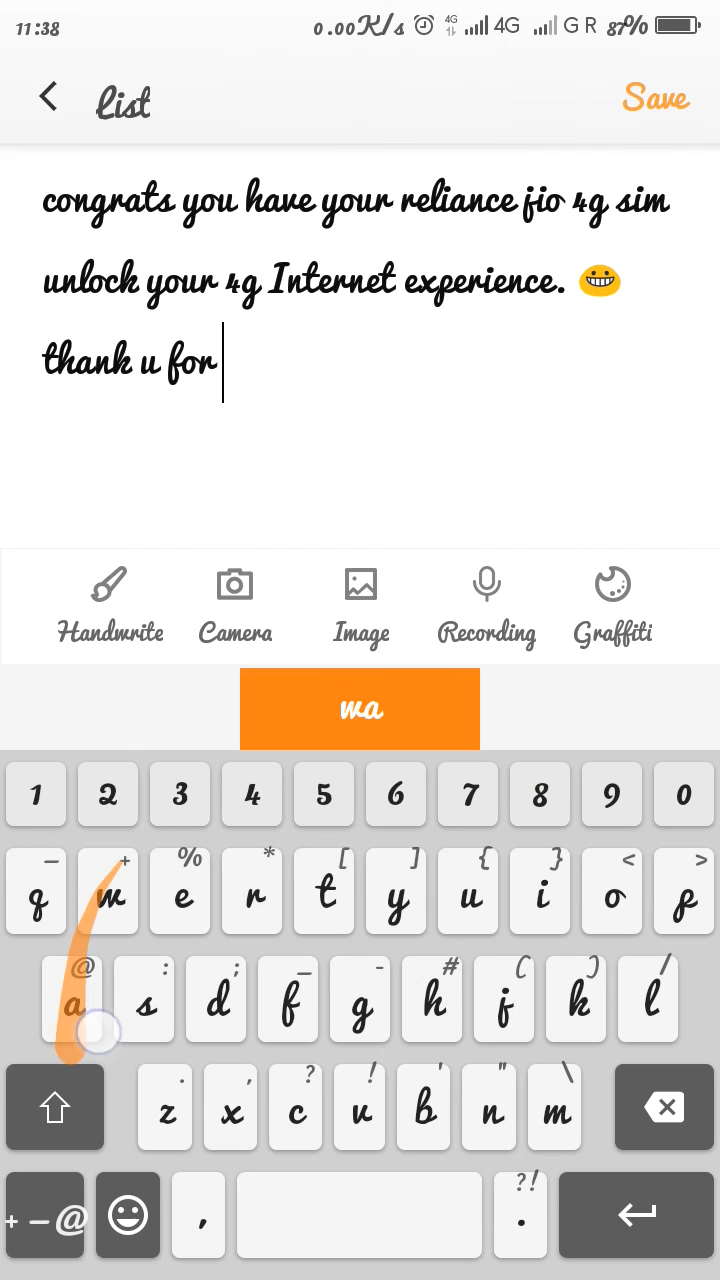 11:38 0.00K/s 4G 4G G R 87%
List Save
congrats you have your reliance jio 4g sim
unlock your 4g Internet experience. 😀
thank u for
Handwrite Camera Image Recording Graffiti
wa
1 2 3 4 5 6 7 8 9 0
— + % * [ ] { } < >
q w e r t y u i o p
@ : ; _ - # ( ) /
a s d f g h j k l
. , ? ! ' " \
z x c v b n m
?!
+−@ , .